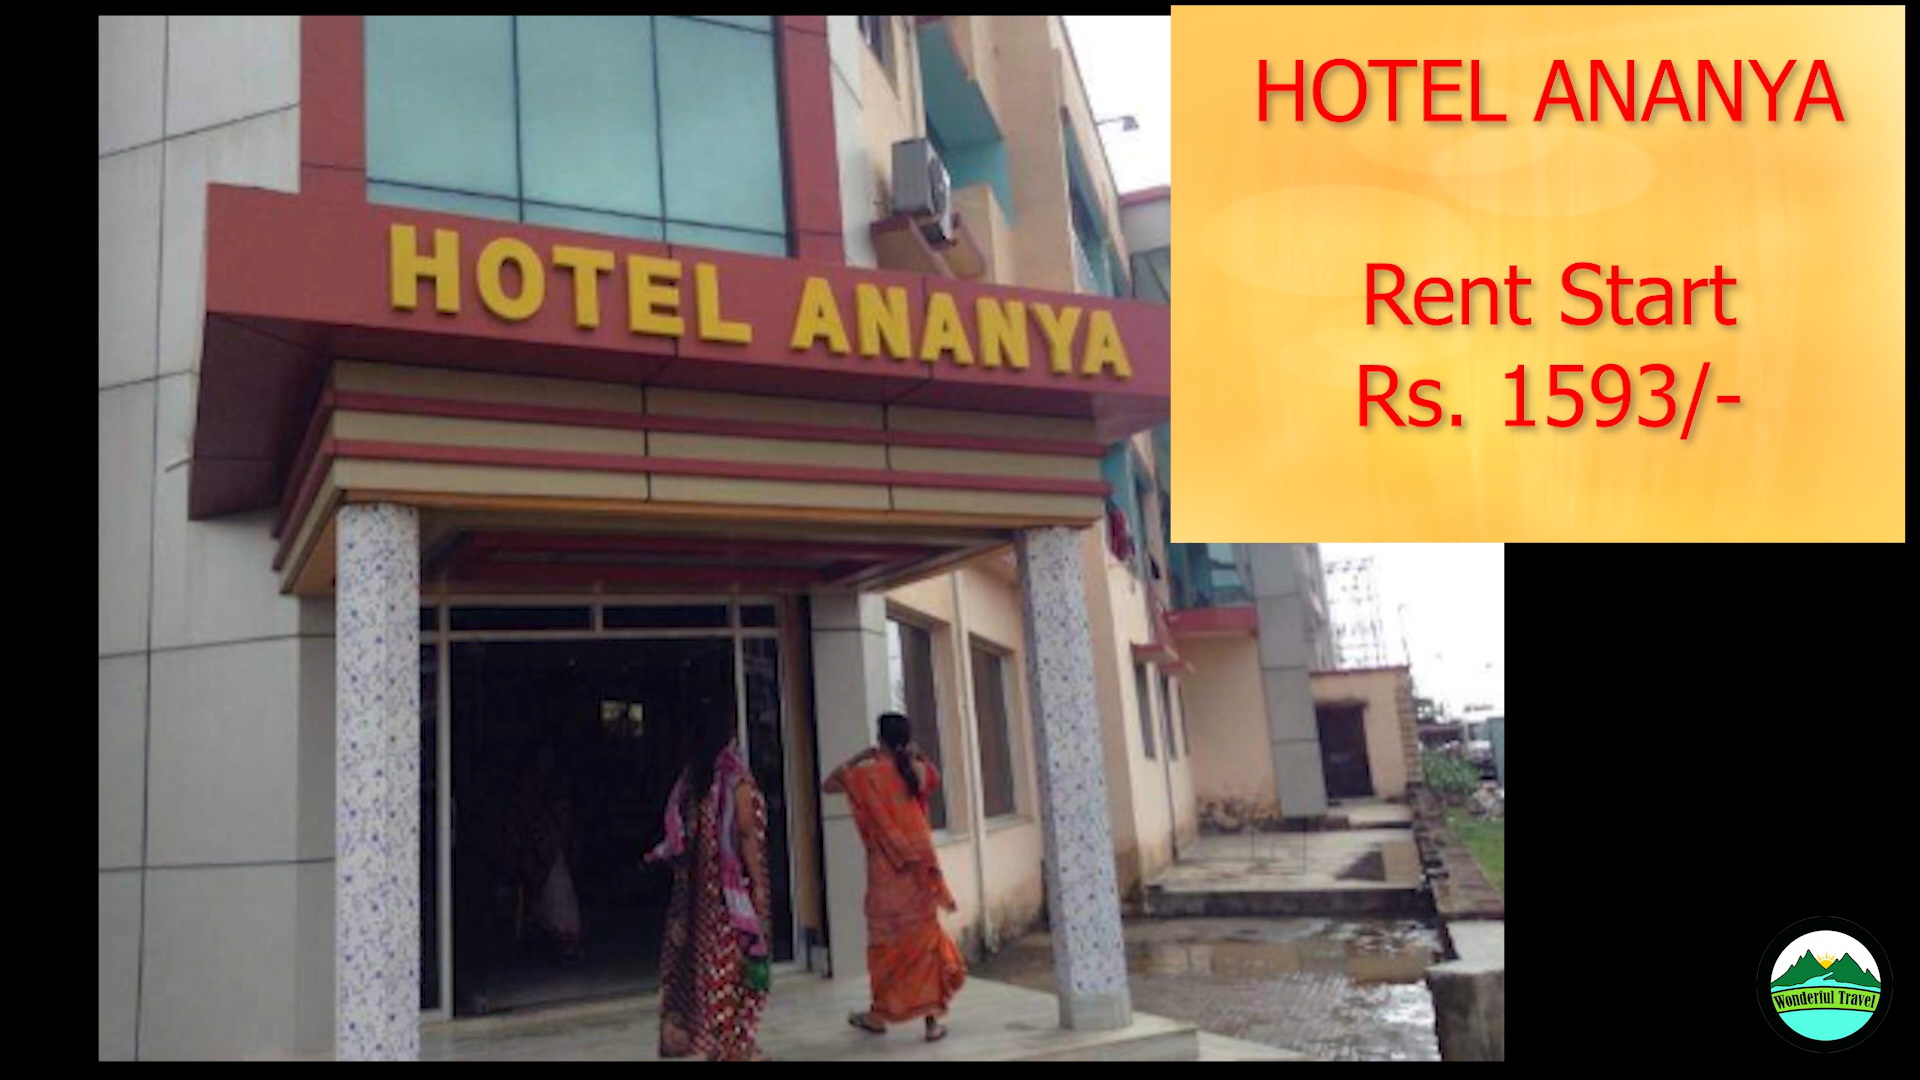 HOTEL ANANYA
HOTEL ANANYA
Rent Start
Rs. 1593/-
Wonderful Travel